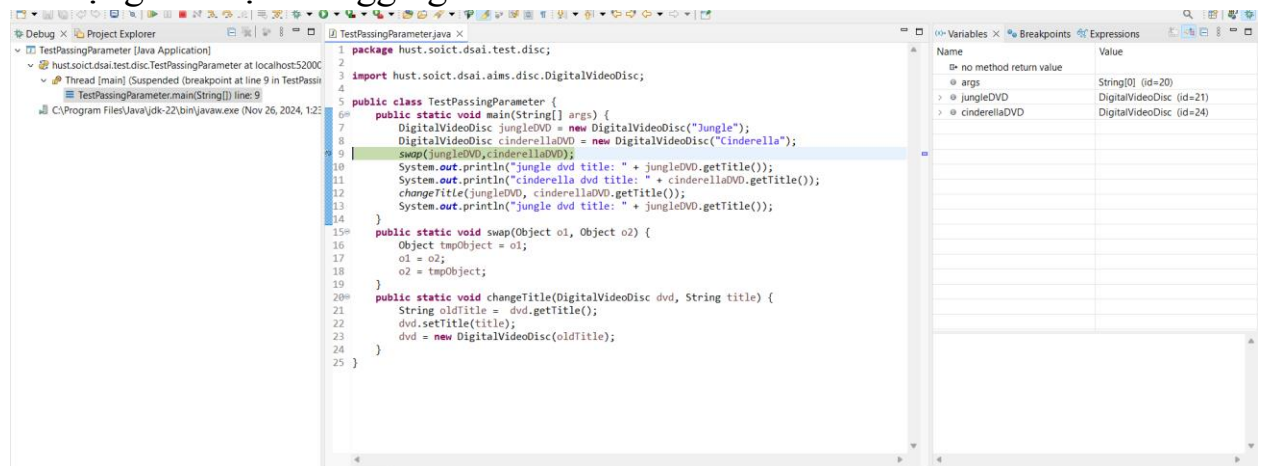 Debug × Project Explorer
TestPassingParameter [Java Application]
hust.soict.dsai.test.disc.TestPassingParameter at localhost:5200
Thread [main] (Suspended (breakpoint at line 9 in TestPassin
TestPassingParameter.main(String[]) line: 9
C:\Program Files\Java\jdk-22\bin\javaw.exe (Nov 26, 2024, 1:23
TestPassingParameter.java ×
1 package hust.soict.dsai.test.disc;
2
3 import hust.soict.dsai.aims.disc.DigitalVideoDisc;
4
5 public class TestPassingParameter {
6 public static void main(String[] args) {
7 DigitalVideoDisc jungleDVD = new DigitalVideoDisc("Jungle");
8 DigitalVideoDisc cinderellaDVD = new DigitalVideoDisc("Cinderella");
9 swap(jungleDVD,cinderellaDVD);
10 System.out.println("jungle dvd title: " + jungleDVD.getTitle());
11 System.out.println("cinderella dvd title: " + cinderellaDVD.getTitle());
12 changeTitle(jungleDVD, cinderellaDVD.getTitle());
13 System.out.println("jungle dvd title: " + jungleDVD.getTitle());
14 }
15 public static void swap(Object o1, Object o2) {
16 Object tmpObject = o1;
17 o1 = o2;
18 o2 = tmpObject;
19 }
20 public static void changeTitle(DigitalVideoDisc dvd, String title) {
21 String oldTitle = dvd.getTitle();
22 dvd.setTitle(title);
23 dvd = new DigitalVideoDisc(oldTitle);
24 }
25 }
Variables × Breakpoints Expressions
Name Value
no method return value
args String[0] (id=20)
jungleDVD DigitalVideoDisc (id=21)
cinderellaDVD DigitalVideoDisc (id=24)